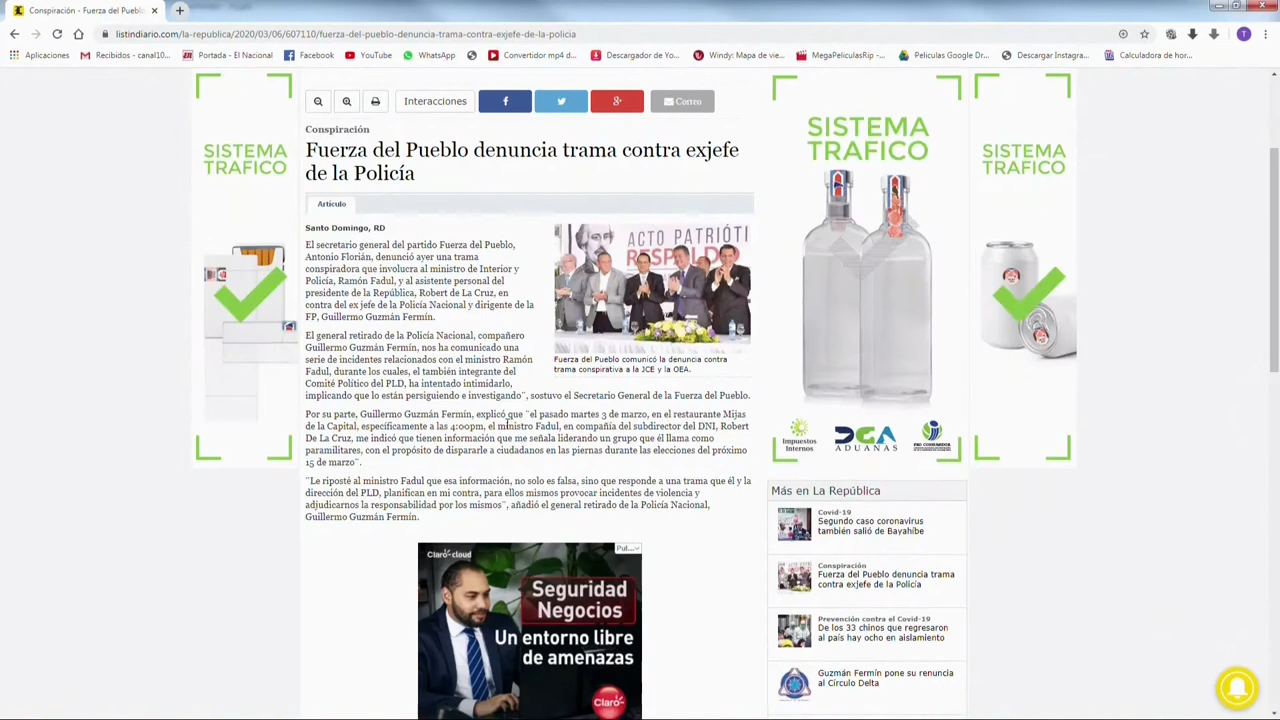 Conspiración - Fuerza del Pueblo
listindiario.com/la-republica/2020/03/06/607110/fuerza-del-pueblo-denuncia-trama-contra-exjefe-de-la-policia
T
Aplicaciones
Recibidos - canal10...
Portada - El Nacional
Facebook
YouTube
WhatsApp
Convertidor mp4 d...
Descargador de Yo...
Windy: Mapa de vie...
MegaPeliculasRip -...
Peliculas Google Dr...
Descargar Instagra...
Calculadora de hor...
Interacciones
Correo
Conspiración
Fuerza del Pueblo denuncia trama contra exjefe
de la Policía
Artículo
Santo Domingo, RD
El secretario general del partido Fuerza del Pueblo,
Antonio Florián, denunció ayer una trama
conspiradora que involucra al ministro de Interior y
Policía, Ramón Fadul, y al asistente personal del
presidente de la República, Robert de La Cruz, en
contra del ex jefe de la Policía Nacional y dirigente de la
FP, Guillermo Guzmán Fermín.
El general retirado de la Policía Nacional, compañero
Guillermo Guzmán Fermín, nos ha comunicado una
serie de incidentes relacionados con el ministro Ramón
Fadul, durante los cuales, el también integrante del
Comité Político del PLD, ha intentado intimidarlo,
implicando que lo están persiguiendo e investigando¨, sostuvo el Secretario General de la Fuerza del Pueblo.
Por su parte, Guillermo Guzmán Fermín, explicó que ¨el pasado martes 3 de marzo, en el restaurante Mijas
de la Capital, específicamente a las 4:00pm, el ministro Fadul, en compañía del subdirector del DNI, Robert
De La Cruz, me indicó que tienen información que me señala liderando un grupo que él llama como
paramilitares, con el propósito de dispararle a ciudadanos en las piernas durante las elecciones del próximo
15 de marzo¨.
¨Le riposté al ministro Fadul que esa información, no solo es falsa, sino que responde a una trama que él y la
dirección del PLD, planifican en mi contra, para ellos mismos provocar incidentes de violencia y
adjudicarnos la responsabilidad por los mismos¨, añadió el general retirado de la Policía Nacional,
Guillermo Guzmán Fermín.
ACTO PATRIÓTI
RESPALDO
Fuerza del Pueblo comunicó la denuncia contra
trama conspirativa a la JCE y la OEA.
SISTEMA
TRAFICO
SISTEMA
TRAFICO
SISTEMA
TRAFICO
Impuestos
Internos
DGA
ADUANAS
PRO CONSUMIDOR
Más en La República
Covid-19
Segundo caso coronavirus
también salió de Bayahíbe
Conspiración
Fuerza del Pueblo denuncia trama
contra exjefe de la Policía
Prevención contra el Covid-19
De los 33 chinos que regresaron
al país hay ocho en aislamiento
Guzmán Fermín pone su renuncia
al Círculo Delta
Claro cloud
Pul...
Seguridad
Negocios
Un entorno libre
de amenazas
Claro